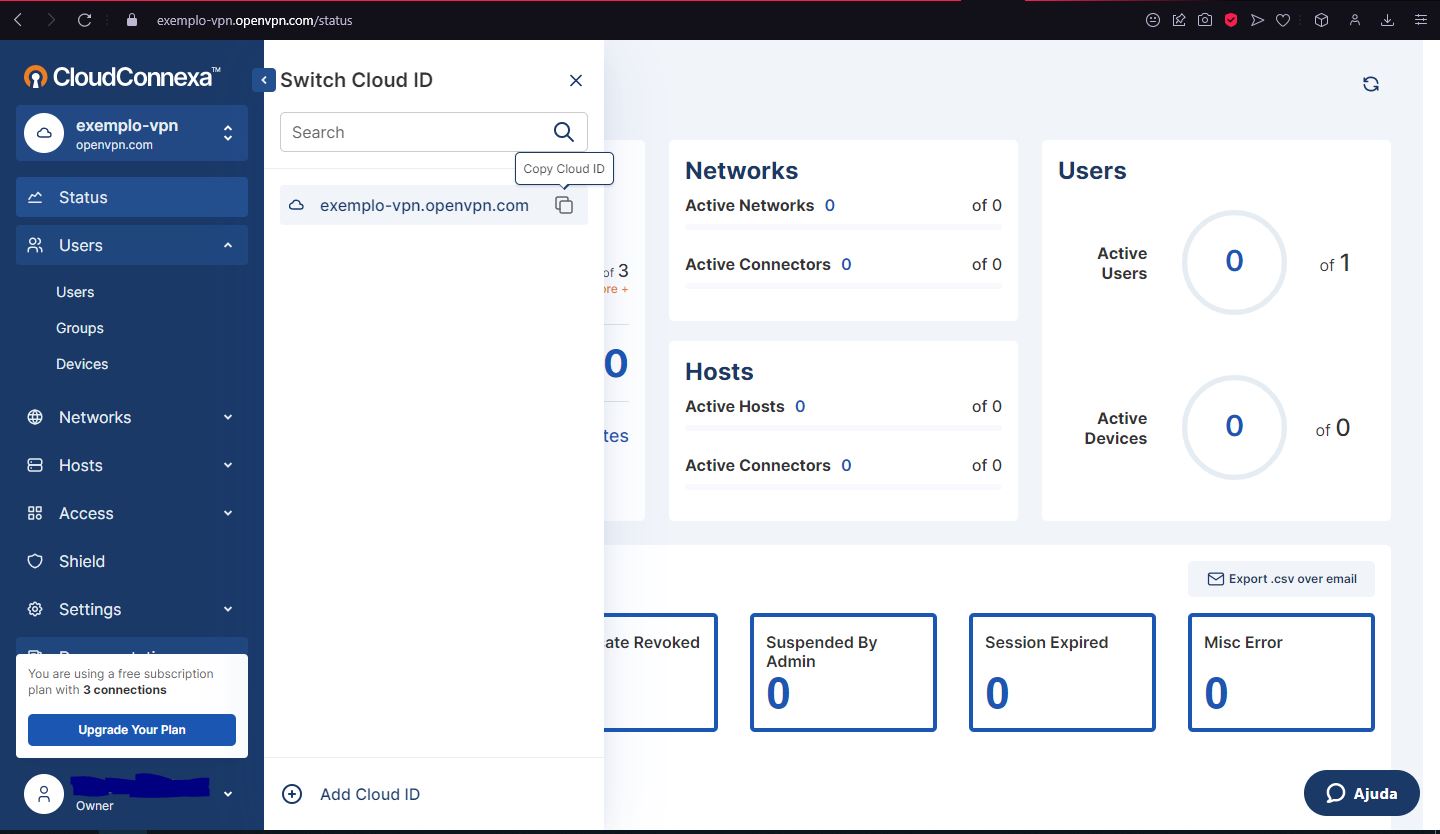 exemplo-vpn.openvpn.com/status
CloudConnexa™
exemplo-vpn
openvpn.com
Status
Users
Users
Groups
Devices
Networks
Hosts
Access
Shield
Settings
You are using a free subscription
plan with 3 connections
Upgrade Your Plan
Owner
Switch Cloud ID
Search
Copy Cloud ID
exemplo-vpn.openvpn.com
Add Cloud ID
of 3
0
Networks
Active Networks 0 of 0
Active Connectors 0 of 0
Hosts
Active Hosts 0 of 0
Active Connectors 0 of 0
Users
Active
Users
0
of 1
Active
Devices
0
of 0
Export .csv over email
Revoked
Suspended By
Admin
0
Session Expired
0
Misc Error
0
Ajuda